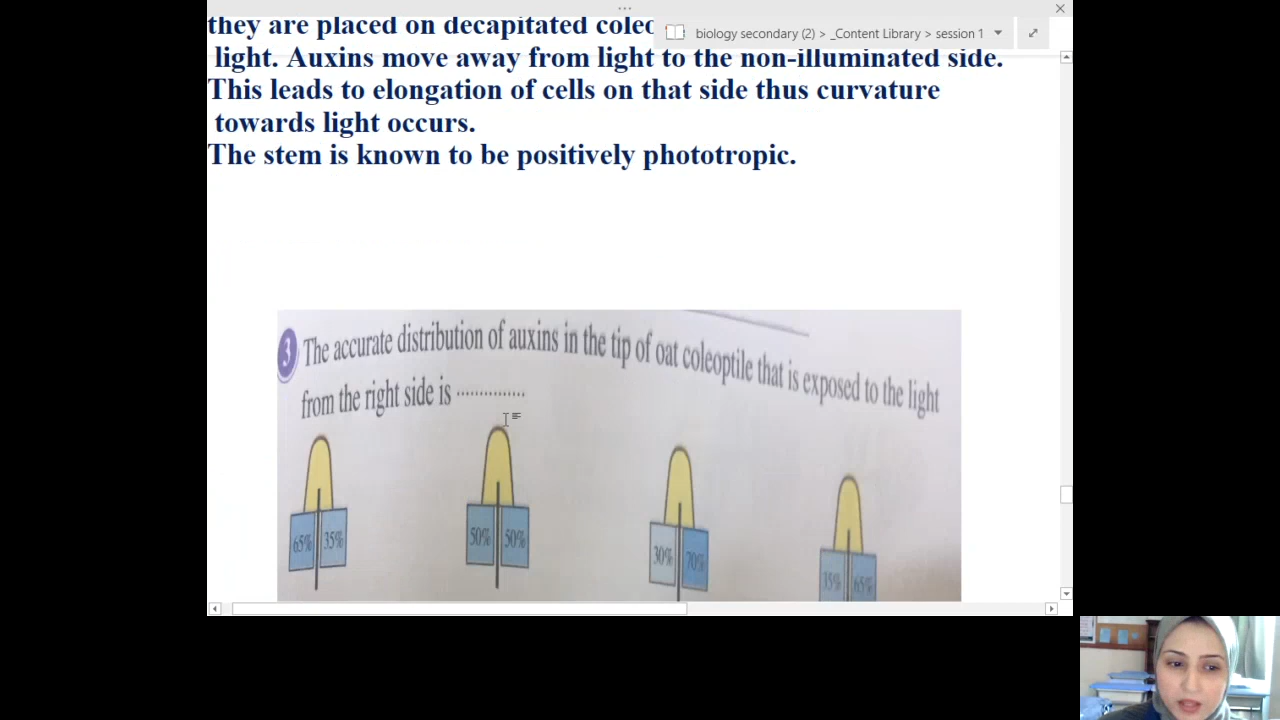 they are placed on decapitated
biology secondary (2) > _Content Library > session 1
light. Auxins move away from light to the non-illuminated side.
This leads to elongation of cells on that side thus curvature
towards light occurs.
The stem is known to be positively phototropic.
3 The accurate distribution of auxins in the tip of oat coleoptile that is exposed to the light
from the right side is ..............
65% 35%
50% 50%
30% 70%
35% 65%